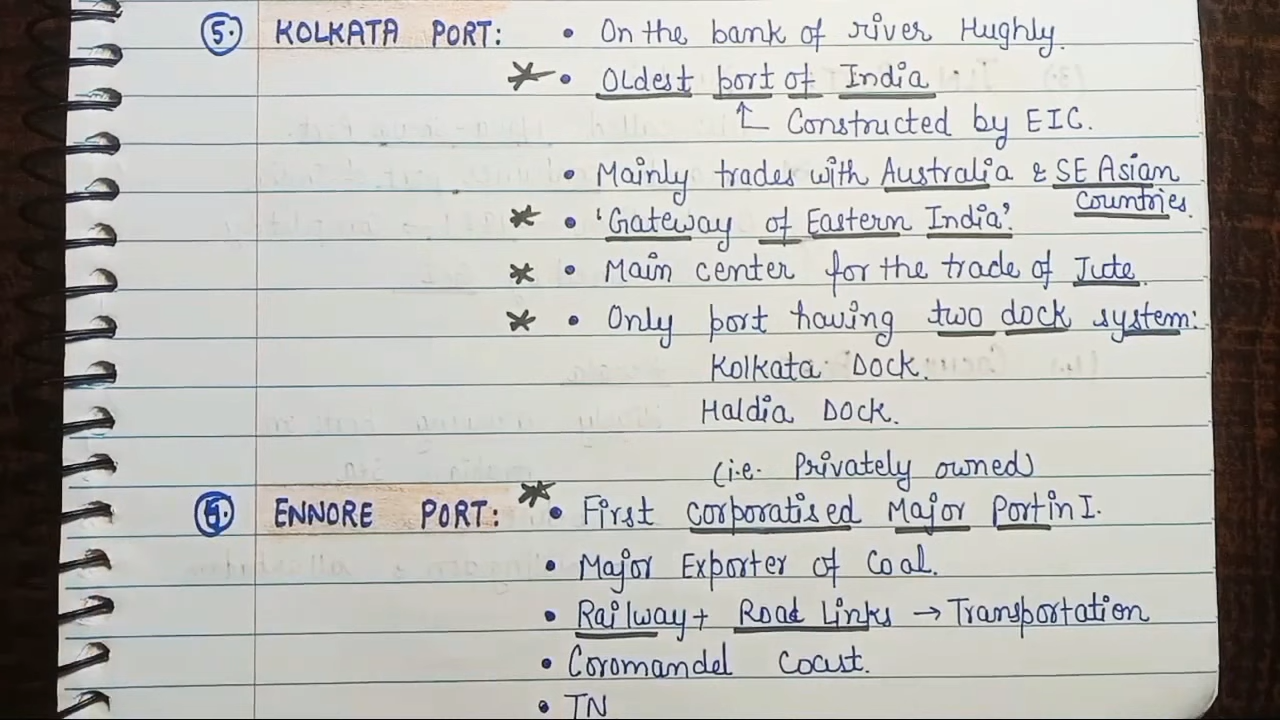 5. KOLKATA PORT: • On the bank of river Hughly.
* • Oldest port of India
↑ Constructed by EIC.
• Mainly trades with Australia & SE Asian
Countries.
* • 'Gateway of Eastern India'.
* • Main center for the trade of Jute
* • Only port having two dock system:
Kolkata Dock.
Haldia Dock.
(i.e. Privately owned)
ENNORE PORT: * • First corporatised Major Port in I.
• Major Exporter of Coal.
• Railway + Road Links → Transportation
• Coromandel Coast.
• TN